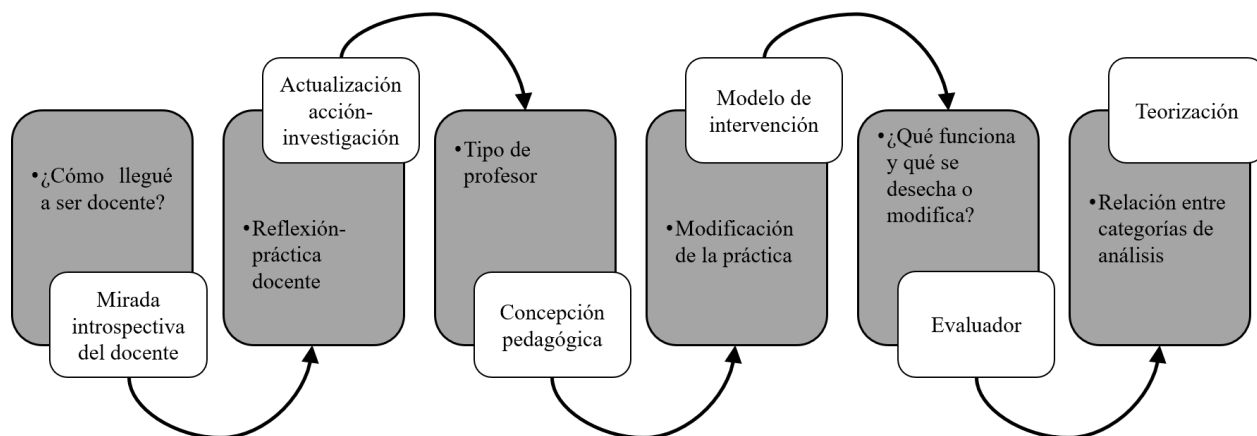 •¿Cómo llegué
a ser docente?
Mirada
introspectiva
del docente
Actualización
acción-
investigación
•Reflexión-
práctica
docente
•Tipo de
profesor
Concepción
pedagógica
Modelo de
intervención
•Modificación
de la práctica
•¿Qué funciona
y qué se
desecha o
modifica?
Evaluador
Teorización
•Relación entre
categorías de
análisis